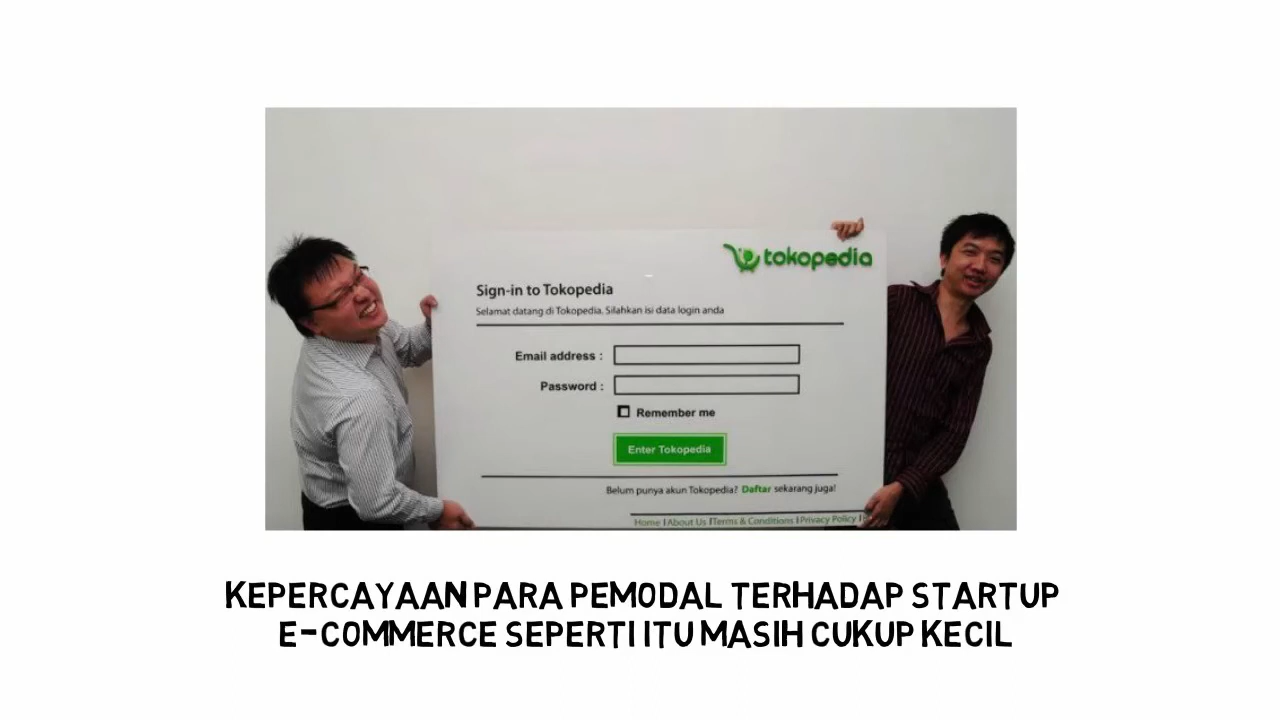 tokopedia
Sign-in to Tokopedia
Selamat datang di Tokopedia. Silahkan isi data login anda
Email address :
Password :
Remember me
Enter Tokopedia
Belum punya akun Tokopedia? Daftar sekarang juga!
Home | About Us | Terms & Conditions | Privacy Policy |
KEPERCAYAAN PARA PEMODAL TERHADAP STARTUP
E-COMMERCE SEPERTI ITU MASIH CUKUP KECIL